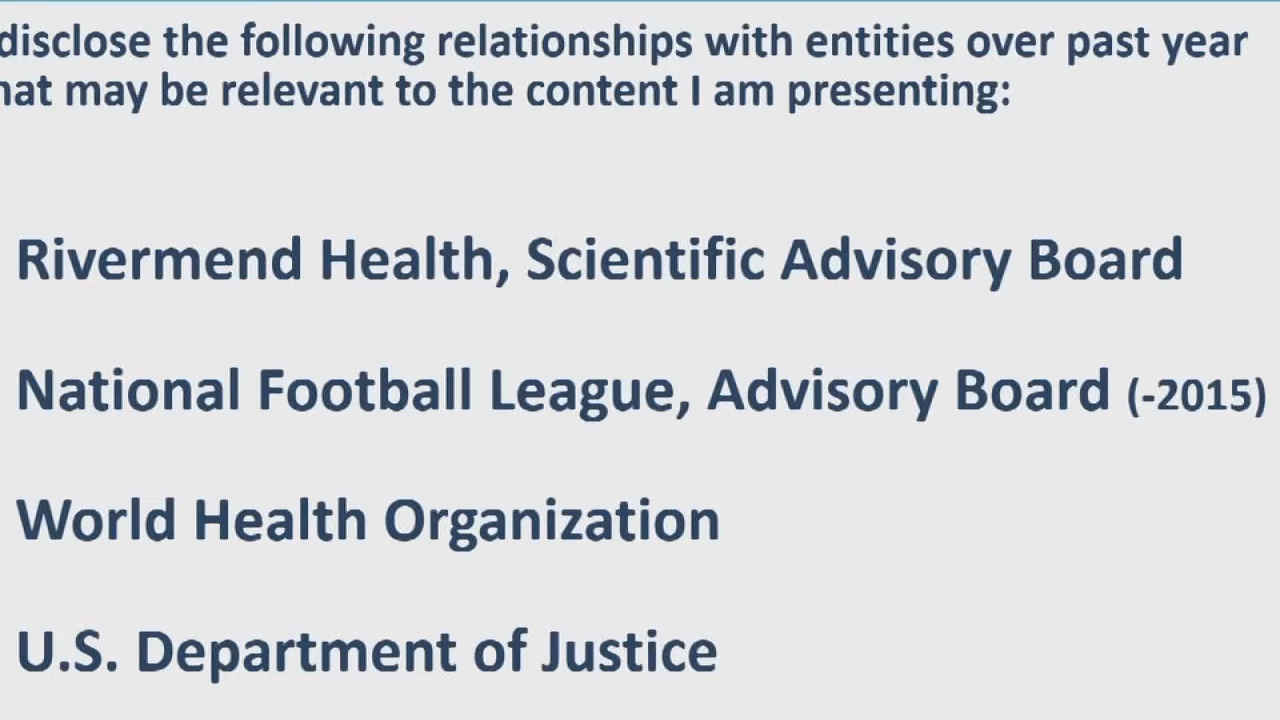 disclose the following relationships with entities over past year
hat may be relevant to the content I am presenting:
Rivermend Health, Scientific Advisory Board
National Football League, Advisory Board (-2015)
World Health Organization
U.S. Department of Justice